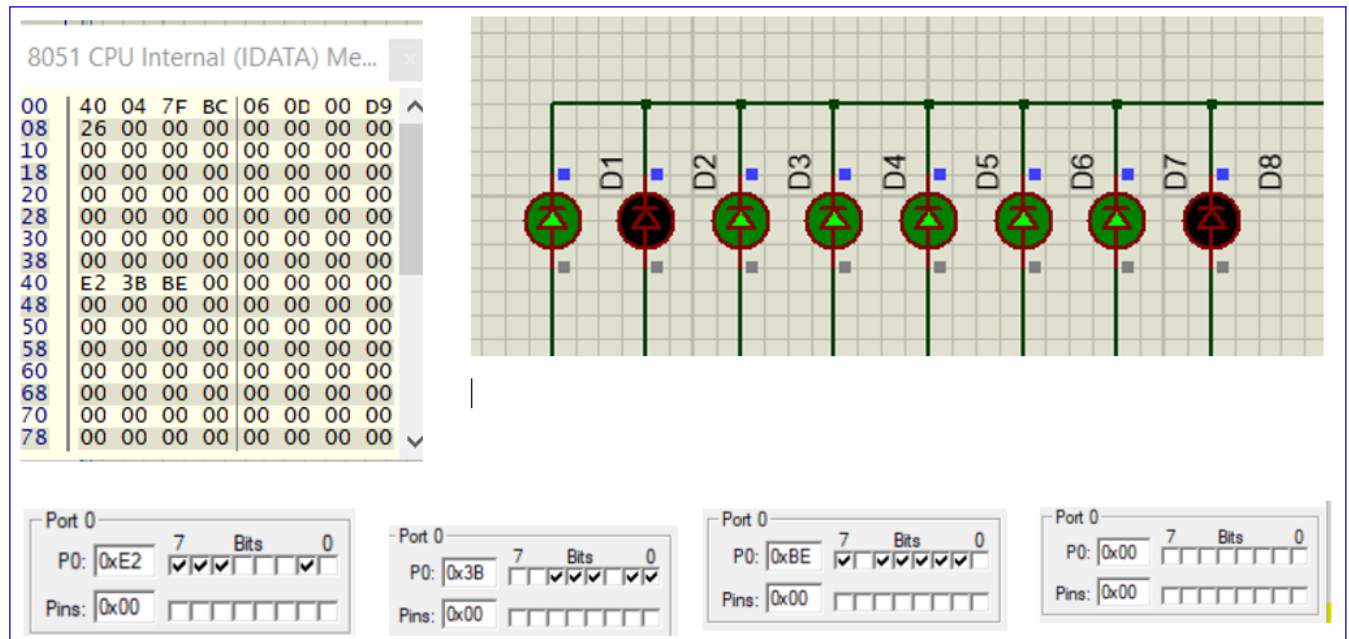 8051 CPU Internal (IDATA) Me...
00 40 04 7F BC 06 0D 00 D9
08 26 00 00 00 00 00 00 00
10 00 00 00 00 00 00 00 00
18 00 00 00 00 00 00 00 00
20 00 00 00 00 00 00 00 00
28 00 00 00 00 00 00 00 00
30 00 00 00 00 00 00 00 00
38 00 00 00 00 00 00 00 00
40 E2 3B BE 00 00 00 00 00
48 00 00 00 00 00 00 00 00
50 00 00 00 00 00 00 00 00
58 00 00 00 00 00 00 00 00
60 00 00 00 00 00 00 00 00
68 00 00 00 00 00 00 00 00
70 00 00 00 00 00 00 00 00
78 00 00 00 00 00 00 00 00
D1 D2 D3 D4 D5 D6 D7 D8
Port 0
7 Bits 0
P0: 0xE2
Pins: 0x00
Port 0
7 Bits 0
P0: 0x3B
Pins: 0x00
Port 0
7 Bits 0
P0: 0xBE
Pins: 0x00
Port 0
7 Bits 0
P0: 0x00
Pins: 0x00